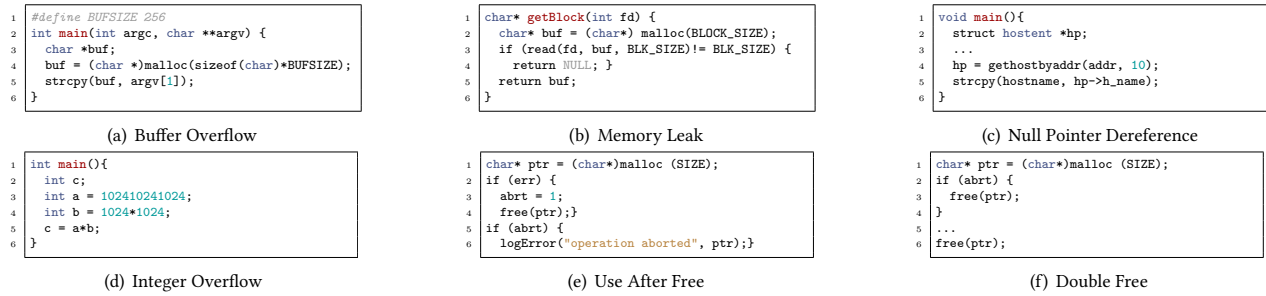 1 #define BUFSIZE 256
2 int main(int argc, char **argv) {
3 char *buf;
4 buf = (char *)malloc(sizeof(char)*BUFSIZE);
5 strcpy(buf, argv[1]);
6 }
(a) Buffer Overflow
1 char* getBlock(int fd) {
2 char* buf = (char*) malloc(BLOCK_SIZE);
3 if (read(fd, buf, BLK_SIZE)!= BLK_SIZE) {
4 return NULL; }
5 return buf;
6 }
(b) Memory Leak
1 void main(){
2 struct hostent *hp;
3 ...
4 hp = gethostbyaddr(addr, 10);
5 strcpy(hostname, hp->h_name);
6 }
(c) Null Pointer Dereference
1 int main(){
2 int c;
3 int a = 102410241024;
4 int b = 1024*1024;
5 c = a*b;
6 }
(d) Integer Overflow
1 char* ptr = (char*)malloc (SIZE);
2 if (err) {
3 abrt = 1;
4 free(ptr);}
5 if (abrt) {
6 logError("operation aborted", ptr);}
(e) Use After Free
1 char* ptr = (char*)malloc (SIZE);
2 if (abrt) {
3 free(ptr);
4 }
5 ...
6 free(ptr);
(f) Double Free